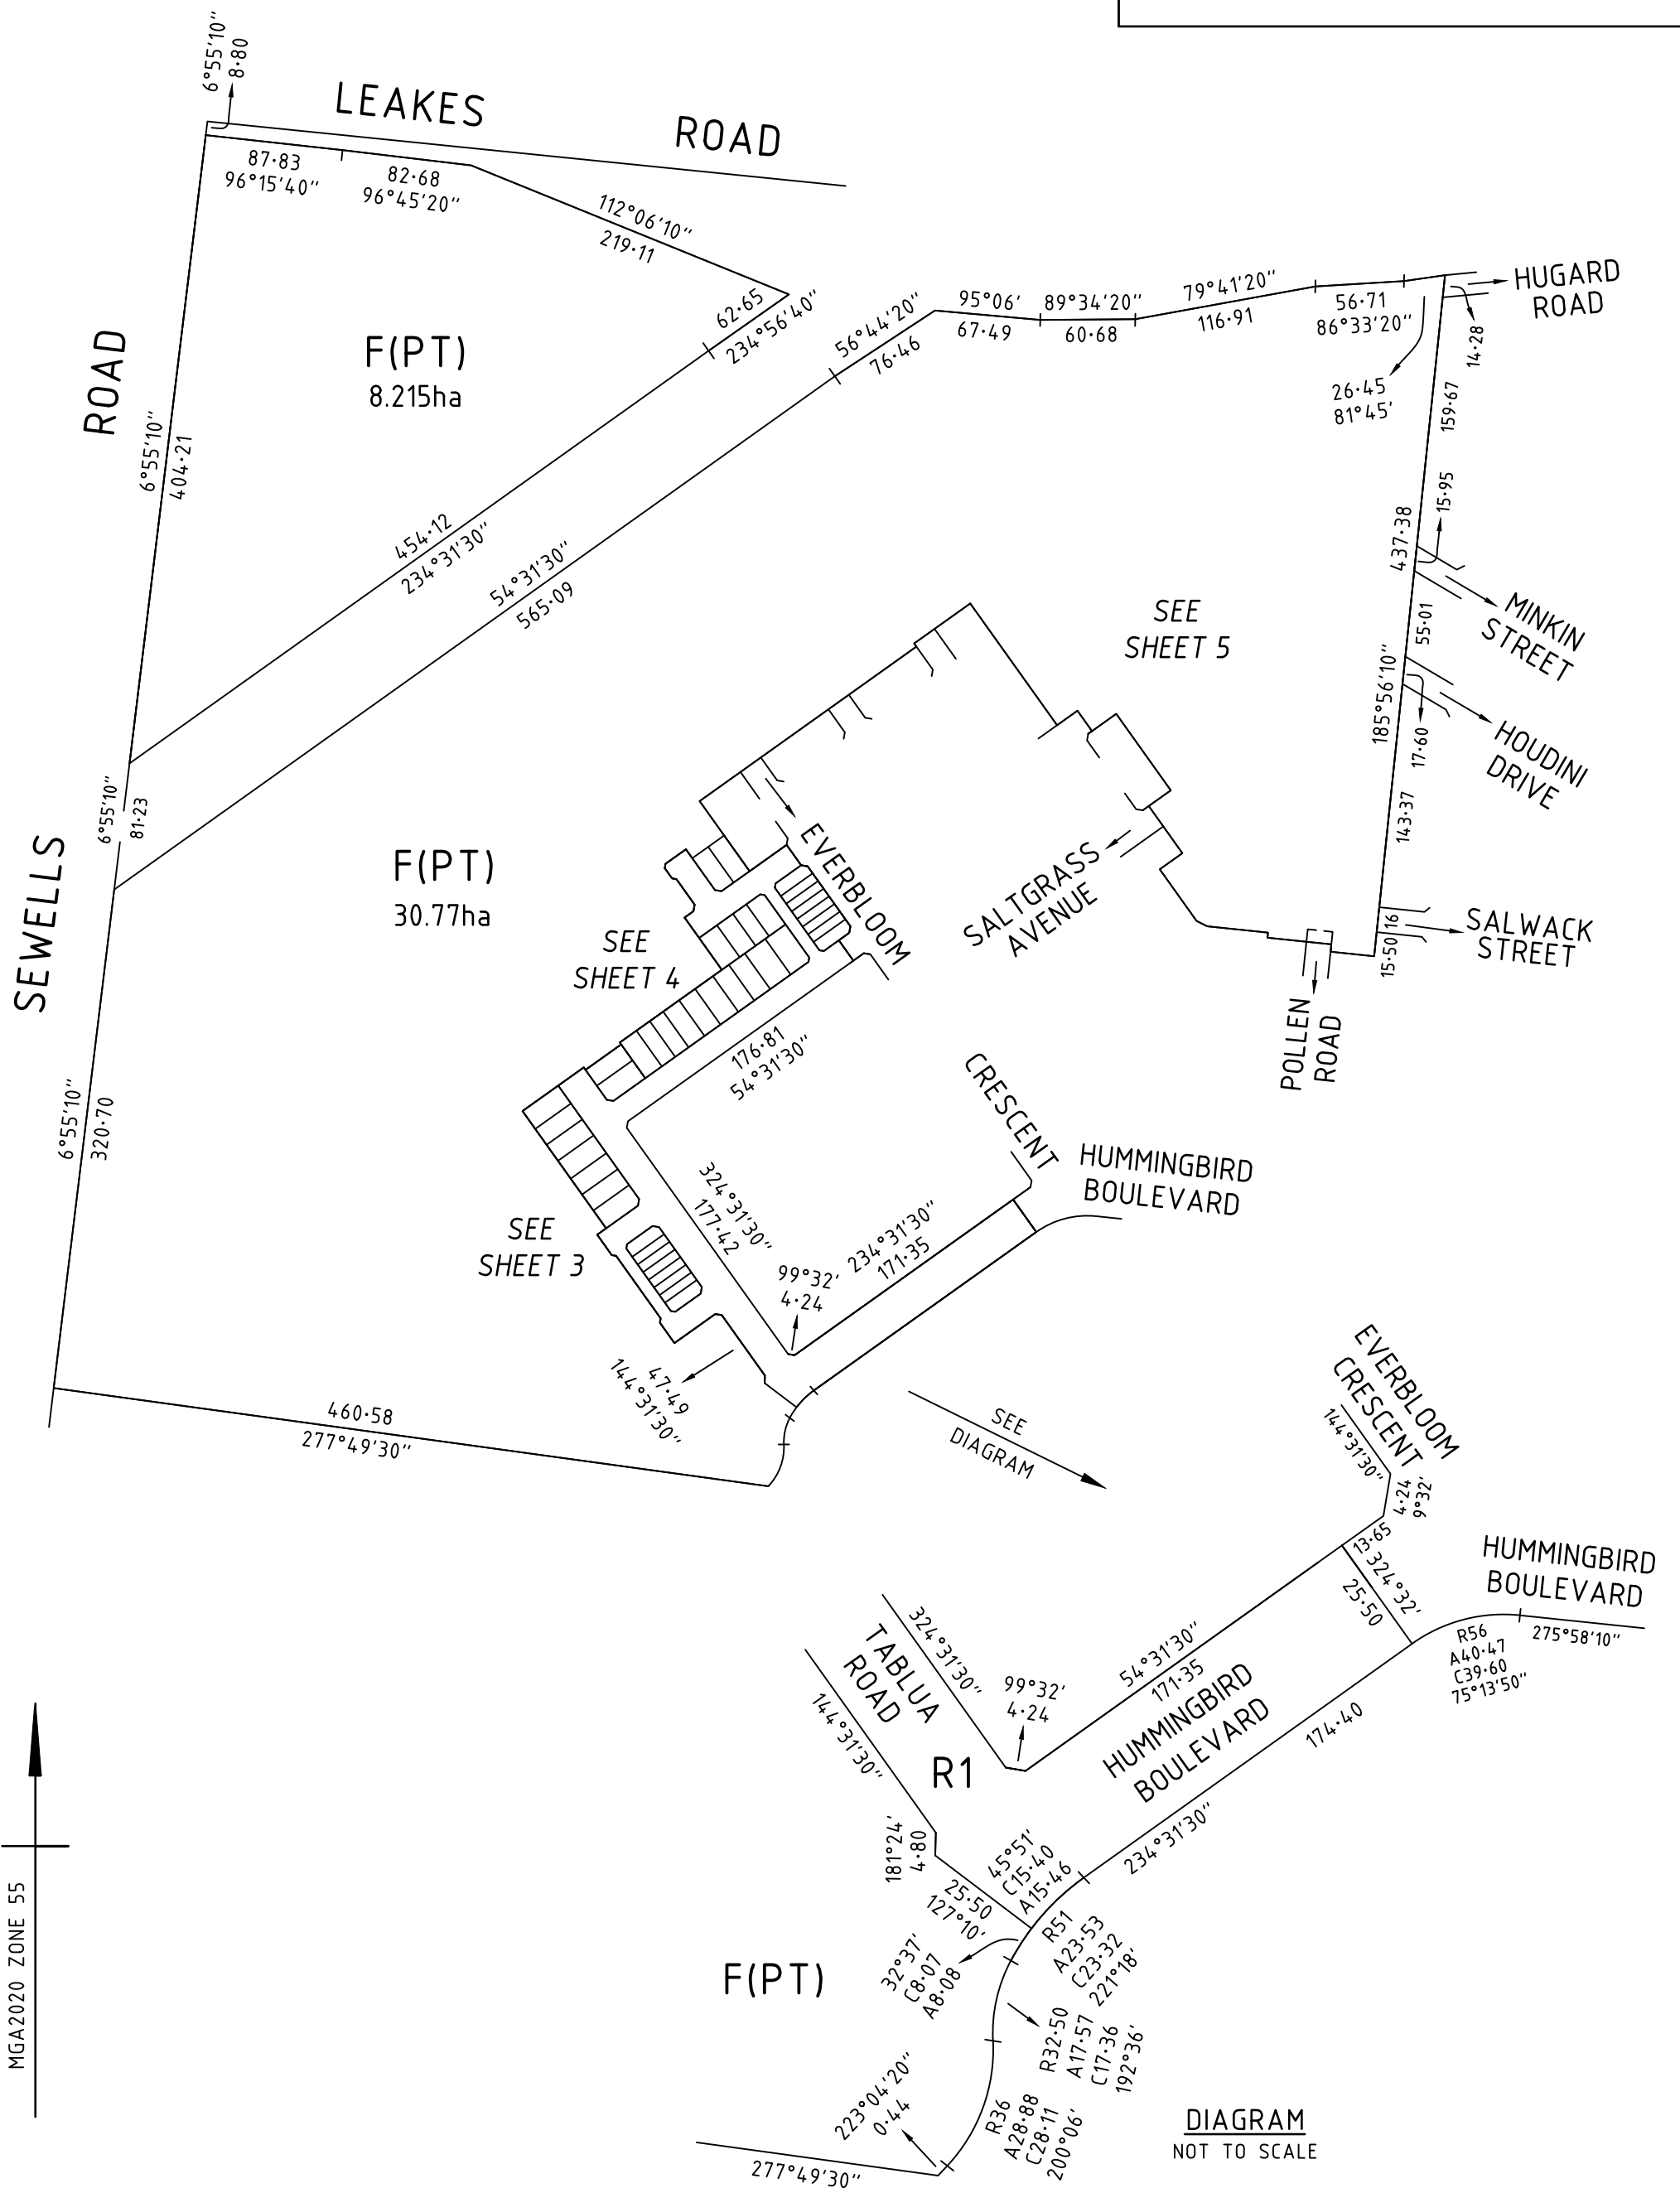 6°55'10"
8·80
LEAKES
ROAD
87·83
96°15'40"
82·68
96°45'20"
112°06'10"
219·11
62·65
234°56'40"
56°44'20"
76·46
95°06'
67·49
89°34'20"
60·68
79°41'20"
116·91
56·71
86°33'20"
HUGARD
ROAD
14·28
26·45
81°45'
159·67
ROAD
F(PT)
8.215ha
6°55'10"
404·21
454·12
234°31'30"
54°31'30"
565·09
437·38
15·95
MINKIN
STREET
55·01
185°56'10"
17·60
HOUDINI
DRIVE
143·37
SEE
SHEET 5
6°55'10"
81·23
SEWELLS
F(PT)
30.77ha
EVERBLOOM
SALTGRASS
AVENUE
16
15·50
SALWACK
STREET
POLLEN
ROAD
SEE
SHEET 4
176·81
54°31'30"
CRESCENT
HUMMINGBIRD
BOULEVARD
6°55'10"
320·70
324°31'30"
177·42
234°31'30"
171·35
SEE
SHEET 3
99°32'
4·24
47·49
144°31'30"
460·58
277°49'30"
SEE
DIAGRAM
EVERBLOOM
CRESCENT
144°31'30"
4·24
9°32'
13·65
324°32'
25·50
HUMMINGBIRD
BOULEVARD
R56
A40·47
C39·60
75°13'50"
275°58'10"
TABLUA
ROAD
324°31'30"
144°31'30"
99°32'
4·24
54°31'30"
171·35
HUMMINGBIRD
BOULEVARD
174·40
234°31'30"
R1
181°24'
4·80
45°51'
C15·40
A15·46
25·50
127°10'
R51
A23·53
C23·32
221°18'
32°37'
C8·07
A8·08
F(PT)
R32·50
A17·57
C17·36
192°36'
R36
A28·88
C28·11
200°06'
223°04'20"
0·44
277°49'30"
DIAGRAM
NOT TO SCALE
MGA2020 ZONE 55